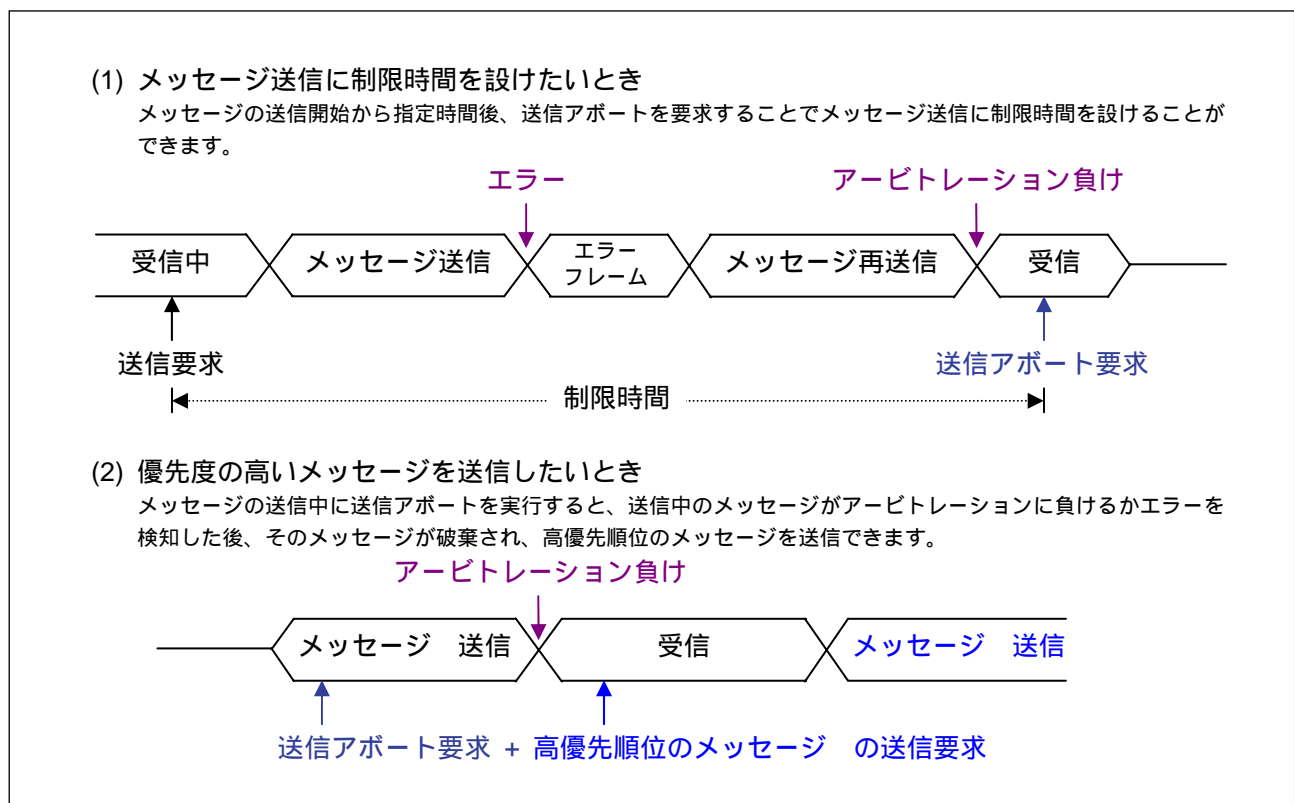 (1) メッセージ送信に制限時間を設けたいとき
メッセージの送信開始から指定時間後、送信アボートを要求することでメッセージ送信に制限時間を設けることが
できます。
エラー
アービトレーション負け
受信中
メッセージ送信
エラー
フレーム
メッセージ再送信
受信
送信要求
送信アボート要求
制限時間
(2) 優先度の高いメッセージを送信したいとき
メッセージの送信中に送信アボートを実行すると、送信中のメッセージがアービトレーションに負けるかエラーを
検知した後、そのメッセージが破棄され、高優先順位のメッセージを送信できます。
アービトレーション負け
メッセージ　送信
受信
メッセージ　送信
送信アボート要求 + 高優先順位のメッセージ　の送信要求